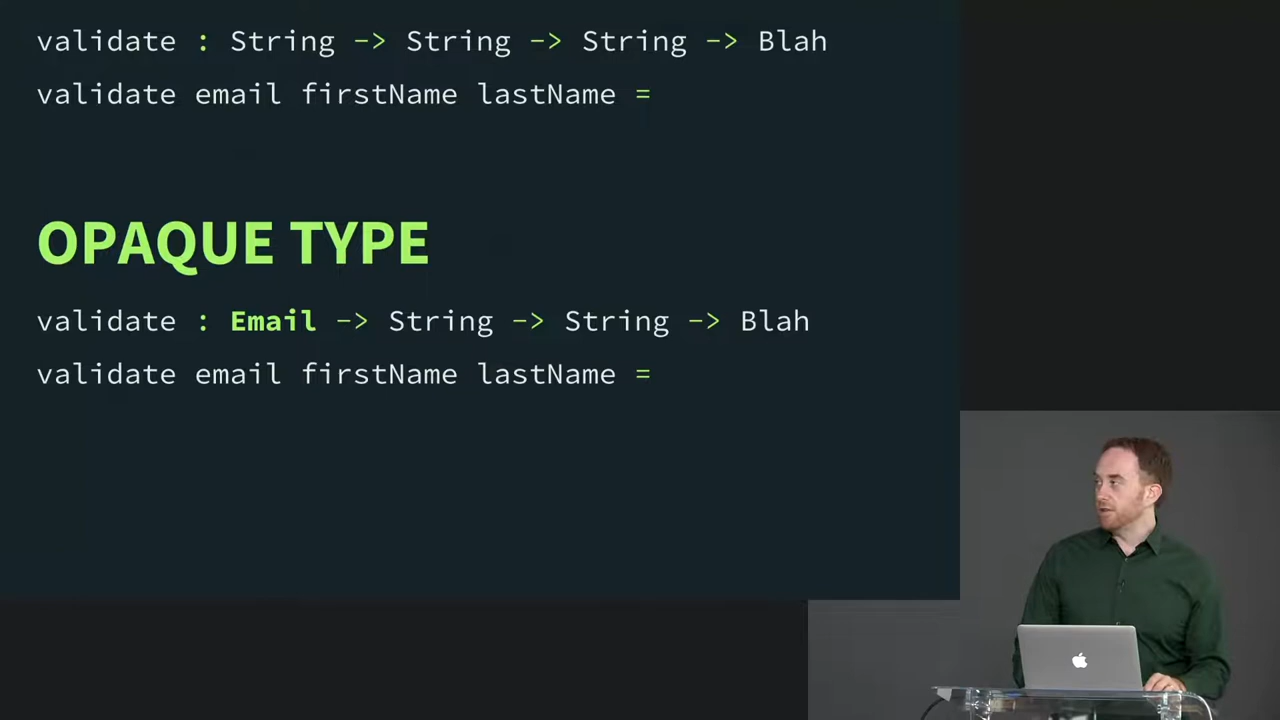 validate : String -> String -> String -> Blah
validate email firstName lastName =
OPAQUE TYPE
validate : Email -> String -> String -> Blah
validate email firstName lastName =